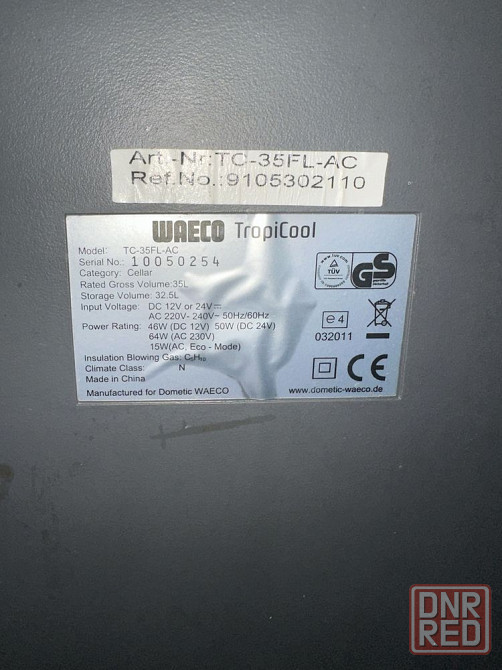 Art.-Nr:TC-35FL-AC
Ref.No.:9105302110
WAECO TropiCool
Model: TC-35FL-AC
Serial No.: 10050254
Category: Cellar
Rated Gross Volume:35L
Storage Volume: 32.5L
Input Voltage: DC 12V or 24V⎓
AC 220V- 240V~ 50Hz/60Hz
Power Rating: 46W (DC 12V) 50W (DC 24V)
64W (AC 230V)
15W(AC, Eco - Mode)
Insulation Blowing Gas: C₅H₁₀
Climate Class: N
Made in China
Manufactured for Dometic WAECO
TÜV
GS
e4
032011
CE
www.dometic-waeco.de
DNR
RED